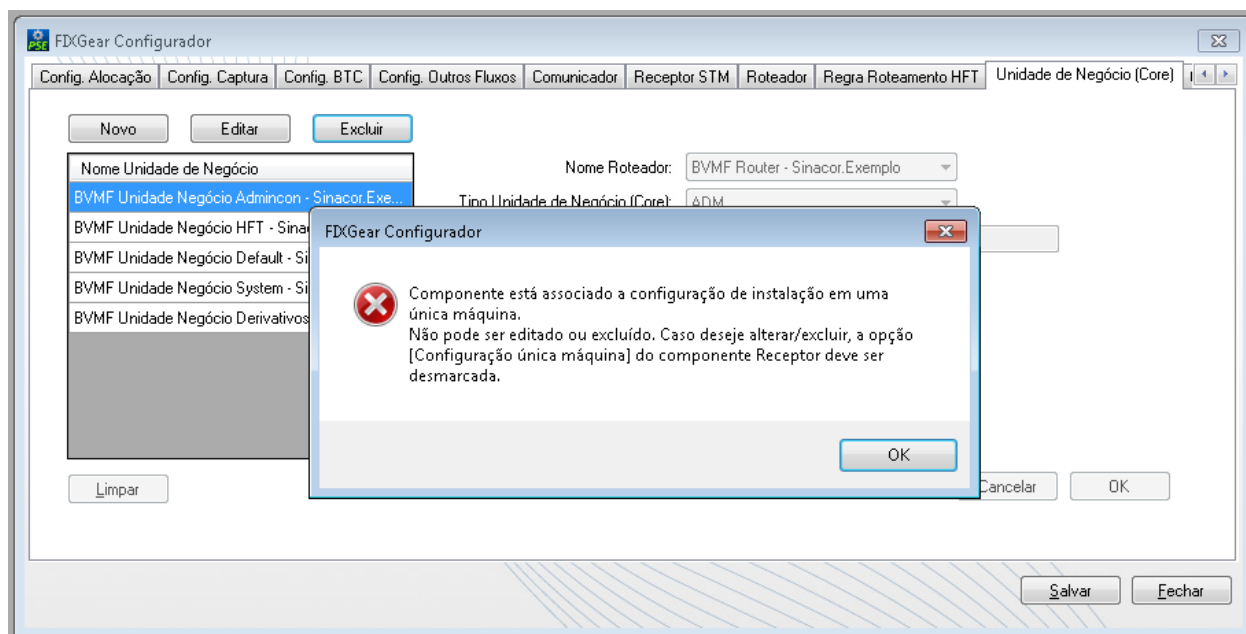 PSE FIXGear Configurador
Config. Alocação Config. Captura Config. BTC Config. Outros Fluxos Comunicador Receptor STM Roteador Regra Roteamento HFT Unidade de Negócio (Core)
Novo Editar Excluir
Nome Unidade de Negócio
BVMF Unidade Negócio Admincon - Sinacor.Exe...
BVMF Unidade Negócio HFT - Sina
BVMF Unidade Negócio Default - Si
BVMF Unidade Negócio System - Si
BVMF Unidade Negócio Derivativos
Nome Roteador: BVMF Router - Sinacor.Exemplo
Tipo Unidade de Negócio (Core): ADM
FIXGear Configurador
Componente está associado a configuração de instalação em uma
única máquina.
Não pode ser editado ou excluído. Caso deseje alterar/excluir, a opção
[Configuração única máquina] do componente Receptor deve ser
desmarcada.
OK
Limpar
Cancelar OK
Salvar Fechar